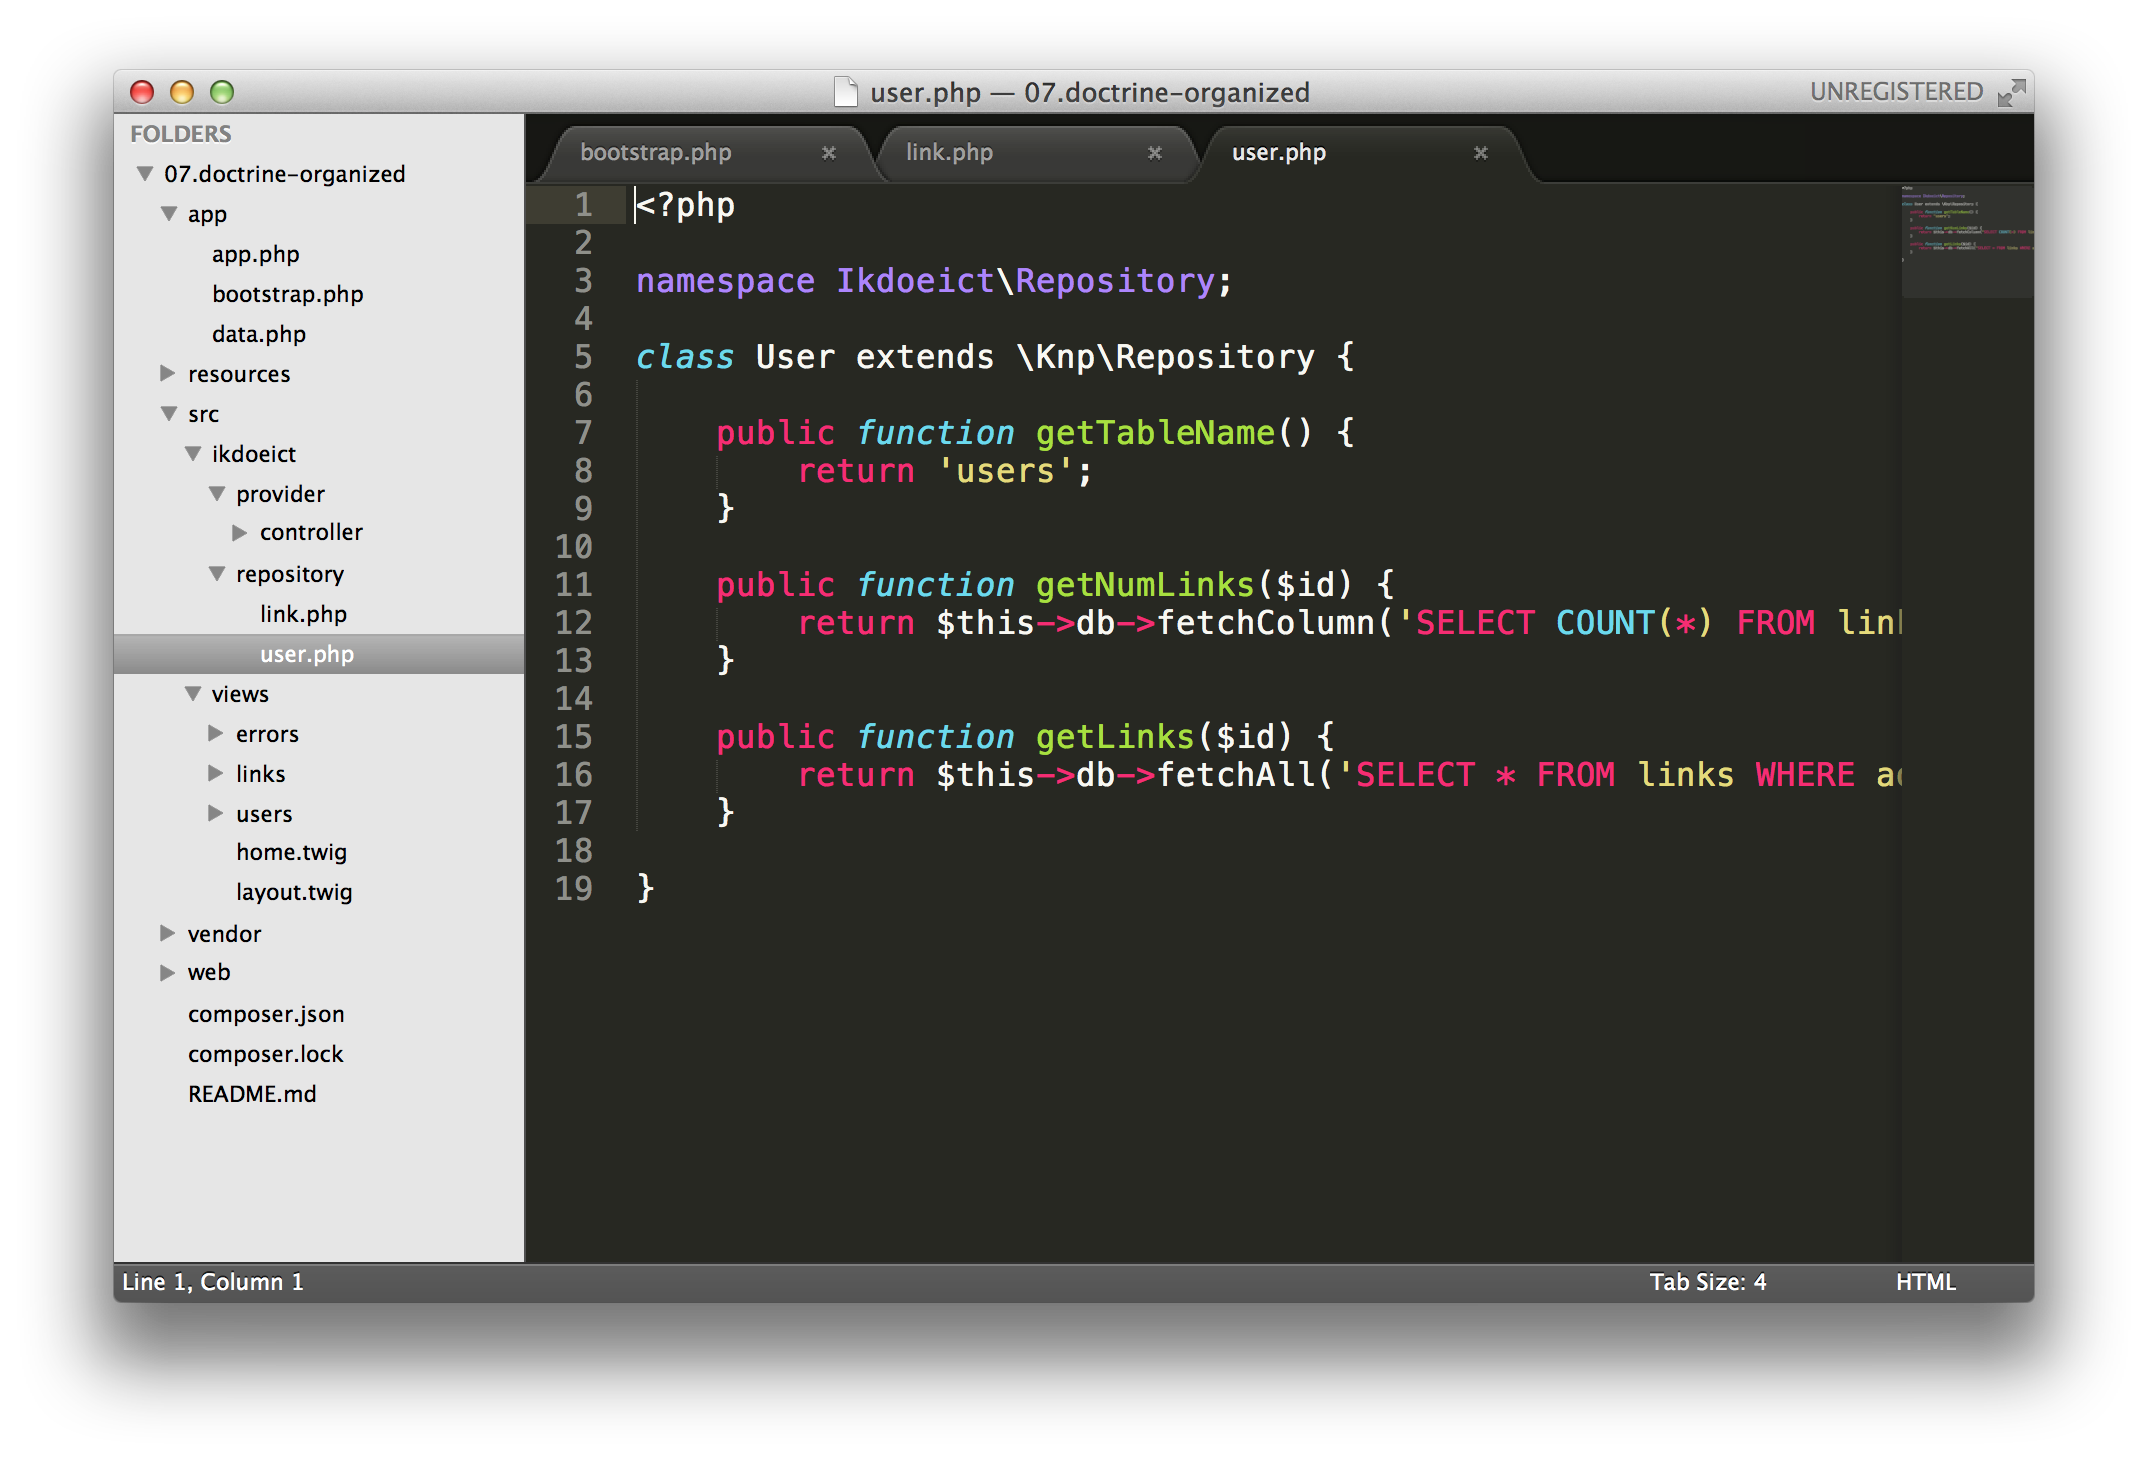 user.php — 07.doctrine-organized
UNREGISTERED
FOLDERS
07.doctrine-organized
app
app.php
bootstrap.php
data.php
resources
src
ikdoeict
provider
controller
repository
link.php
user.php
views
errors
links
users
home.twig
layout.twig
vendor
web
composer.json
composer.lock
README.md
bootstrap.php
link.php
user.php
1 <?php
2
3 namespace Ikdoeict\Repository;
4
5 class User extends \Knp\Repository {
6
7 public function getTableName() {
8 return 'users';
9 }
10
11 public function getNumLinks($id) {
12 return $this->db->fetchColumn('SELECT COUNT(*) FROM
13 }
14
15 public function getLinks($id) {
16 return $this->db->fetchAll('SELECT * FROM links WHERE
17 }
18
19 }
Line 1, Column 1
Tab Size: 4
HTML